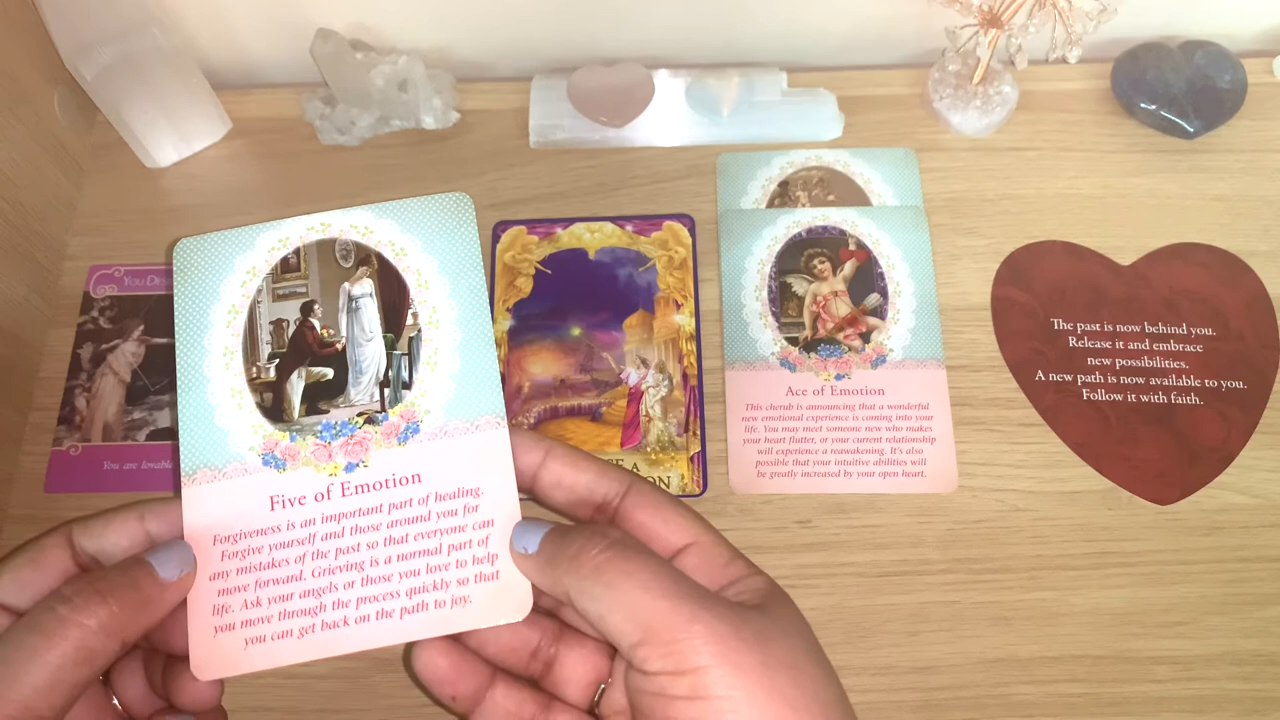 You Des
You are lovabl
Five of Emotion
Forgiveness is an important part of healing.
Forgive yourself and those around you for
any mistakes of the past so that everyone can
move forward. Grieving is a normal part of
life. Ask your angels or those you love to help
you move through the process quickly so that
you can get back on the path to joy.
SE A
ON
Ace of Emotion
This cherub is announcing that a wonderful
new emotional experience is coming into your
life. You may meet someone new who makes
your heart flutter, or your current relationship
will experience a reawakening. It's also
possible that your intuitive abilities will
be greatly increased by your open heart.
The past is now behind you.
Release it and embrace
new possibilities.
A new path is now available to you.
Follow it with faith.